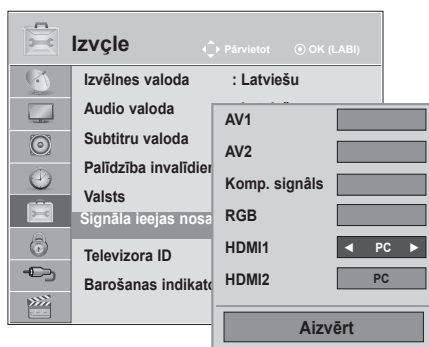 Izvçle
Pārvietot OK (LABI)
Izvēlnes valoda : Latviešu
Audio valoda
Subtitru valoda
Palīdzība invalīdier
Valsts
Signāla ieejas nosa
Televizora ID
Barošanas indikato
AV1
AV2
Komp. signāls
RGB
HDMI1 ◄ PC ►
HDMI2 PC
Aizvērt